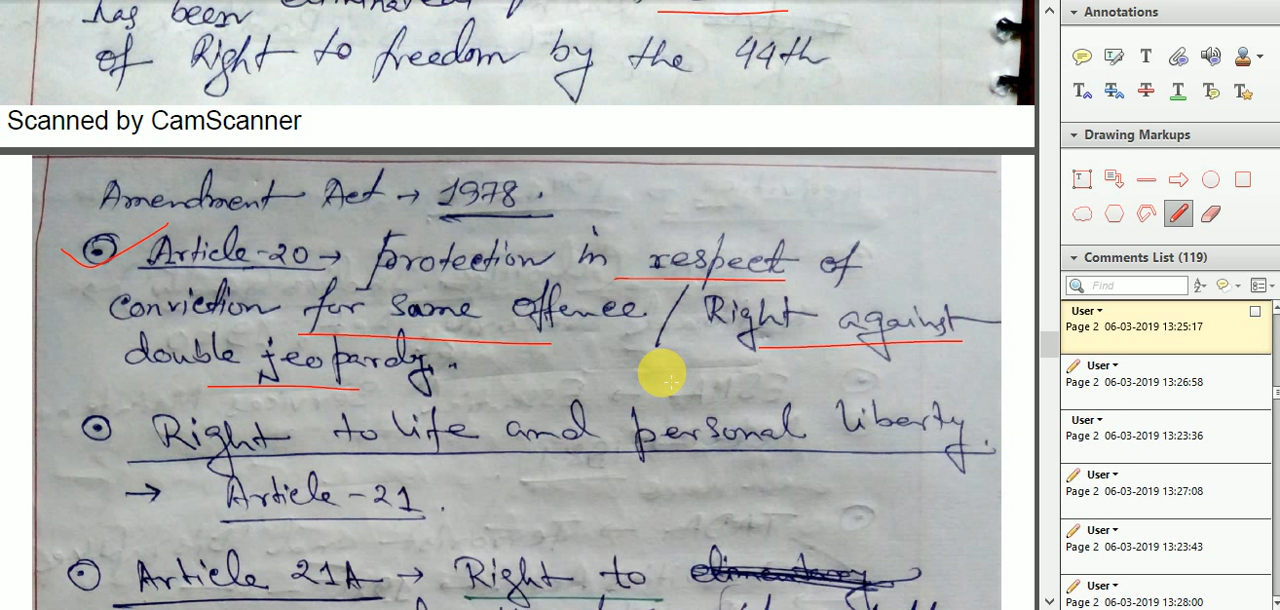 has been
of Right to freedom by the 44th
Scanned by CamScanner
Amendment Act → 1978.
Article-20 → protection in respect of
Conviction for same offence / Right against
double jeopardy.
Right to life and personal liberty.
→ Article-21.
Article 21A → Right to
Annotations
Drawing Markups
Comments List (119)
Find
User
Page 2 06-03-2019 13:25:17
User
Page 2 06-03-2019 13:26:58
User
Page 2 06-03-2019 13:23:36
User
Page 2 06-03-2019 13:27:08
User
Page 2 06-03-2019 13:23:43
User
Page 2 06-03-2019 13:28:00